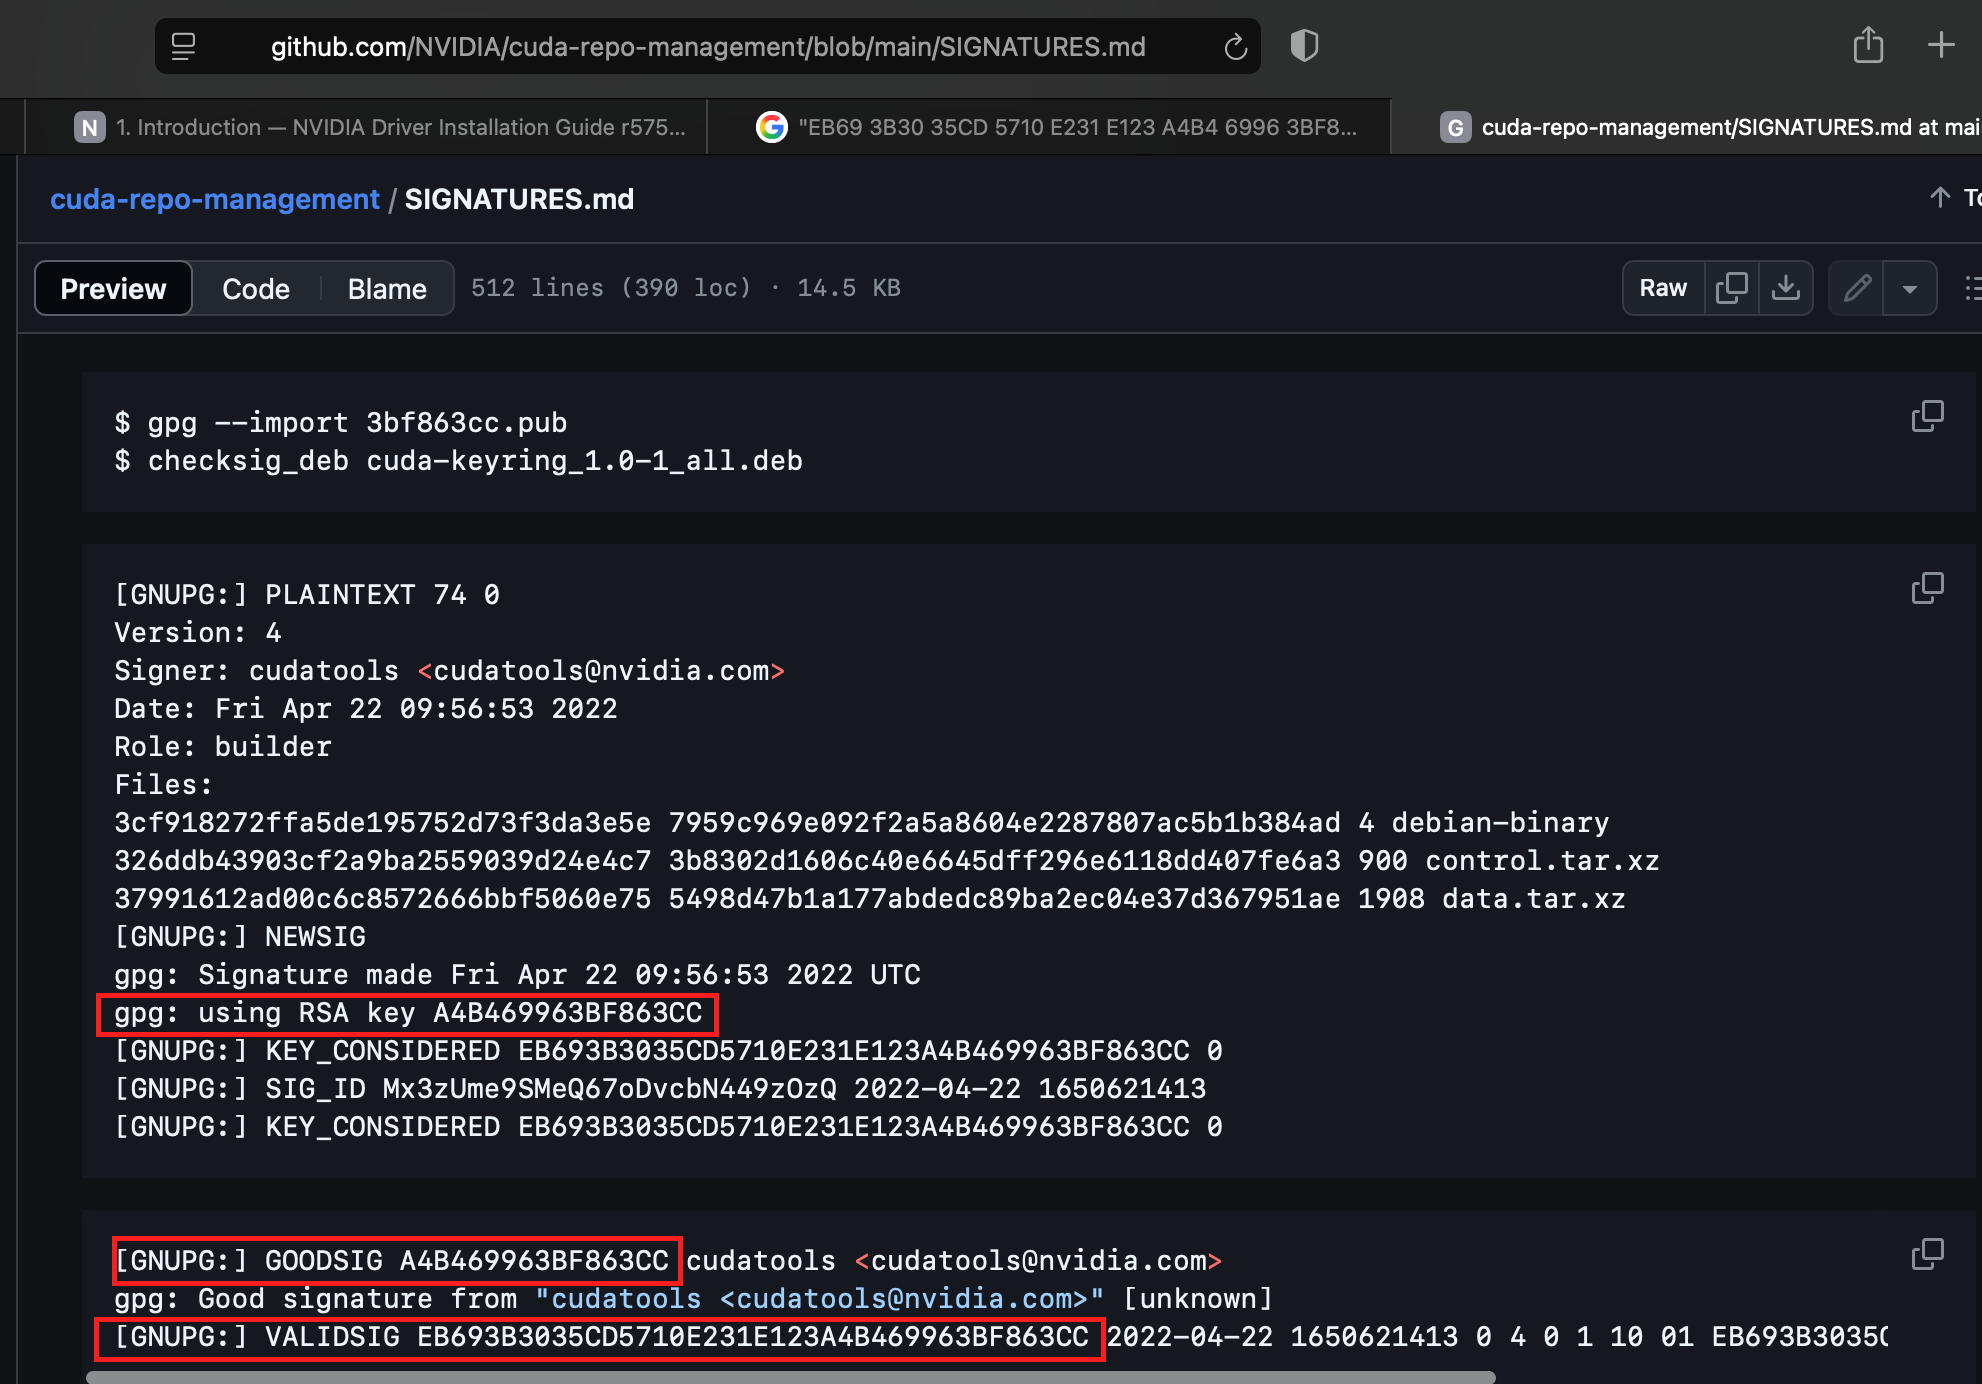 github.com/NVIDIA/cuda-repo-management/blob/main/SIGNATURES.md
N 1. Introduction — NVIDIA Driver Installation Guide r575...
G "EB69 3B30 35CD 5710 E231 E123 A4B4 6996 3BF8...
G cuda-repo-management/SIGNATURES.md at mai
cuda-repo-management / SIGNATURES.md
Preview Code Blame 512 lines (390 loc) · 14.5 KB Raw
$ gpg --import 3bf863cc.pub
$ checksig_deb cuda-keyring_1.0-1_all.deb
[GNUPG:] PLAINTEXT 74 0
Version: 4
Signer: cudatools <cudatools@nvidia.com>
Date: Fri Apr 22 09:56:53 2022
Role: builder
Files:
3cf918272ffa5de195752d73f3da3e5e 7959c969e092f2a5a8604e2287807ac5b1b384ad 4 debian-binary
326ddb43903cf2a9ba2559039d24e4c7 3b8302d1606c40e6645dff296e6118dd407fe6a3 900 control.tar.xz
37991612ad00c6c8572666bbf5060e75 5498d47b1a177abdedc89ba2ec04e37d367951ae 1908 data.tar.xz
[GNUPG:] NEWSIG
gpg: Signature made Fri Apr 22 09:56:53 2022 UTC
gpg: using RSA key A4B469963BF863CC
[GNUPG:] KEY_CONSIDERED EB693B3035CD5710E231E123A4B469963BF863CC 0
[GNUPG:] SIG_ID Mx3zUme9SMeQ67oDvcbN449zOzQ 2022-04-22 1650621413
[GNUPG:] KEY_CONSIDERED EB693B3035CD5710E231E123A4B469963BF863CC 0
[GNUPG:] GOODSIG A4B469963BF863CC cudatools <cudatools@nvidia.com>
gpg: Good signature from "cudatools <cudatools@nvidia.com>" [unknown]
[GNUPG:] VALIDSIG EB693B3035CD5710E231E123A4B469963BF863CC 2022-04-22 1650621413 0 4 0 1 10 01 EB693B3035C